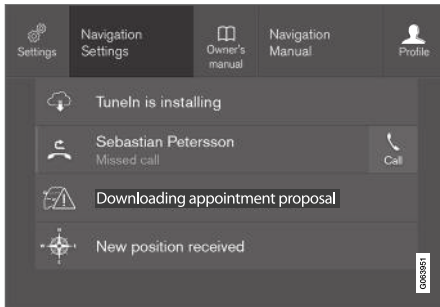 Settings
Navigation
Settings
Owner's
manual
Navigation
Manual
Profile
TuneIn is installing
Sebastian Petersson
Missed call
Call
Downloading appointment proposal
New position received
G063951